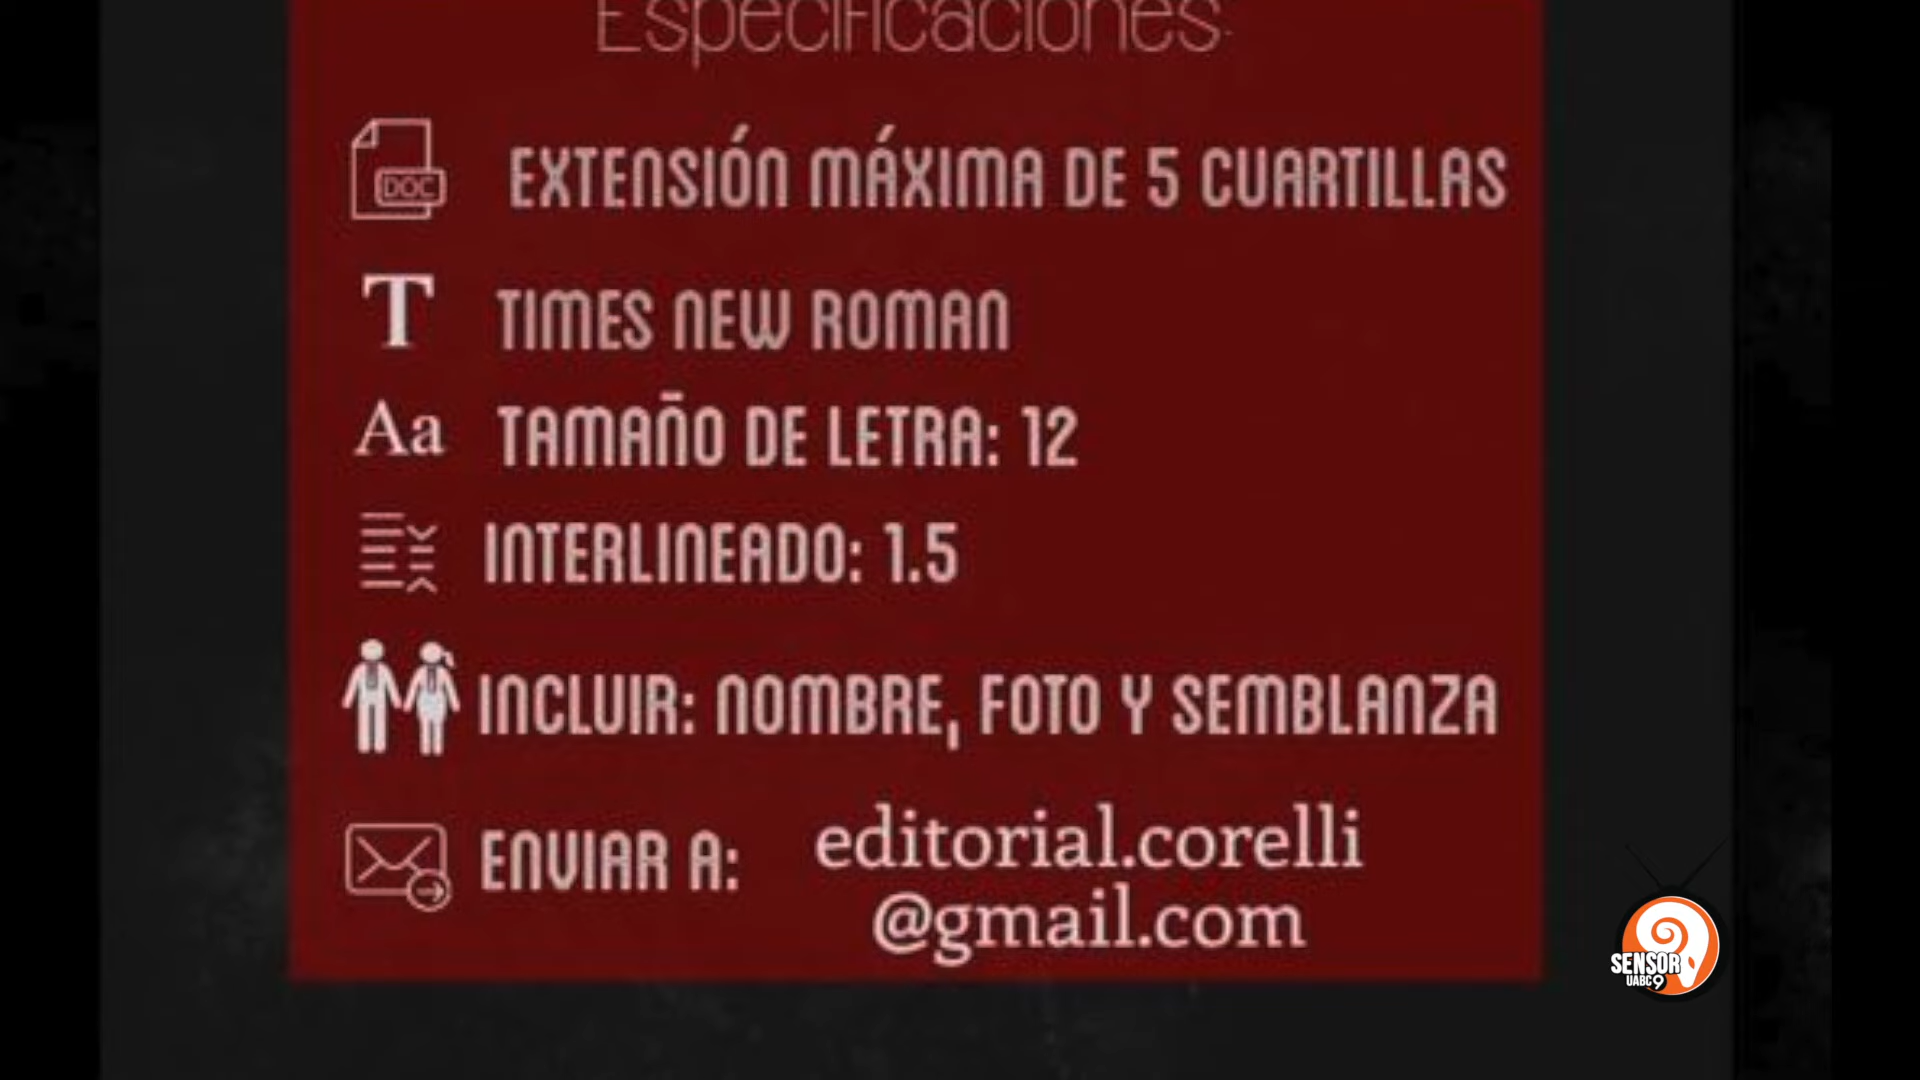 Especificaciones:
DOC
EXTENSIÓN MÁXIMA DE 5 CUARTILLAS
T
TIMES NEW ROMAN
Aa
TAMAÑO DE LETRA: 12
INTERLINEADO: 1.5
INCLUIR: NOMBRE, FOTO Y SEMBLANZA
ENVIAR A:
editorial.corelli
@gmail.com
SENSOR
UABC9